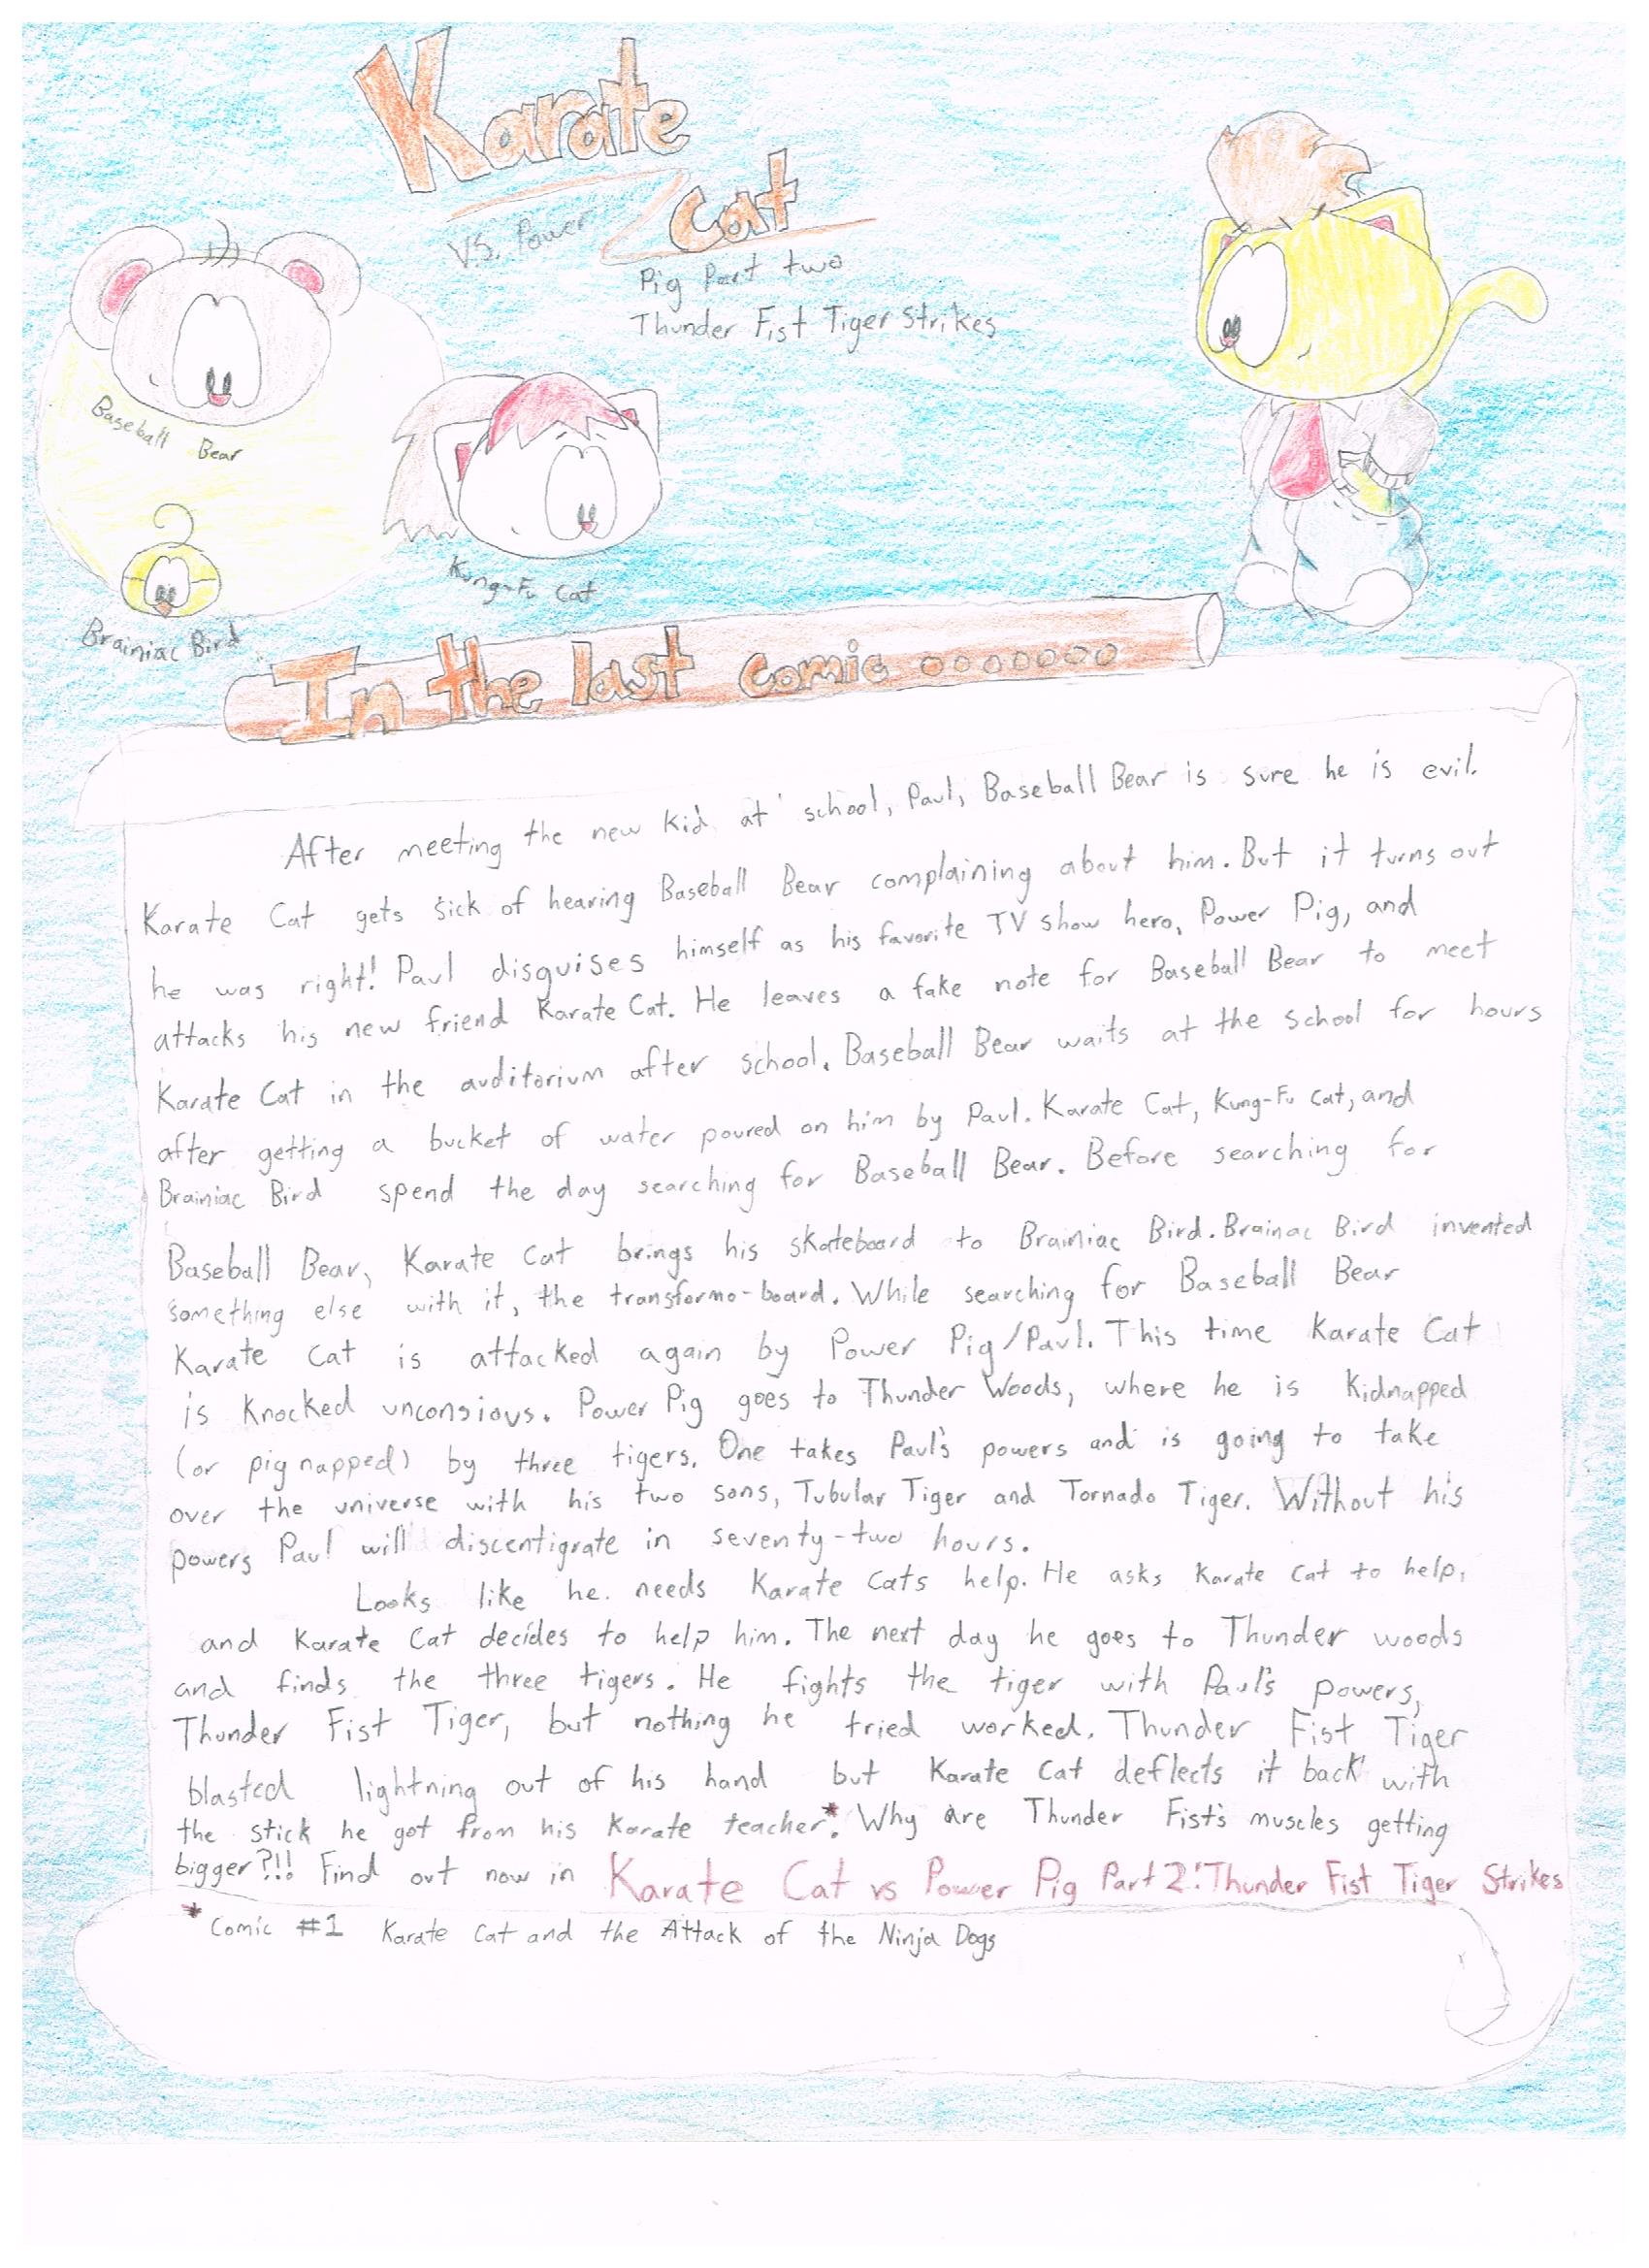 Karate
Cat
V.S. Power
Pig Part two
Thunder Fist Tiger Strikes
Baseball Bear
Kung-Fu Cat
Brainiac Bird
In the last comic .......
After meeting the new kid at school, Paul, Baseball Bear is sure he is evil.
Karate Cat gets sick of hearing Baseball Bear complaining about him. But it turns out
he was right! Paul disguises himself as his favorite TV show hero, Power Pig, and
attacks his new friend Karate Cat. He leaves a fake note for Baseball Bear to meet
Karate Cat in the auditorium after school. Baseball Bear waits at the school for hours
after getting a bucket of water poured on him by Paul. Karate Cat, Kung-Fu Cat, and
Brainiac Bird spend the day searching for Baseball Bear. Before searching for
Baseball Bear, Karate Cat brings his skateboard to Brainiac Bird. Brainac Bird invented
something else with it, the transformo-board. While searching for Baseball Bear
Karate Cat is attacked again by Power Pig/Paul. This time Karate Cat
is knocked unconsious. Power Pig goes to Thunder Woods, where he is kidnapped
(or pignapped) by three tigers. One takes Paul's powers and is going to take
over the universe with his two sons, Tubular Tiger and Tornado Tiger. Without his
powers Paul will discentigrate in seventy-two hours.
Looks like he needs Karate Cats help. He asks Karate Cat to help,
and Karate Cat decides to help him. The next day he goes to Thunder woods
and finds the three tigers. He fights the tiger with Paul's powers,
Thunder Fist Tiger, but nothing he tried worked. Thunder Fist Tiger
blasted lightning out of his hand but Karate Cat deflects it back with
the stick he got from his Karate teacher*. Why are Thunder Fist's muscles getting
bigger?!!! Find out now in Karate Cat vs Power Pig Part 2: Thunder Fist Tiger Strikes
*Comic #1 Karate Cat and the Attack of the Ninja Dogs